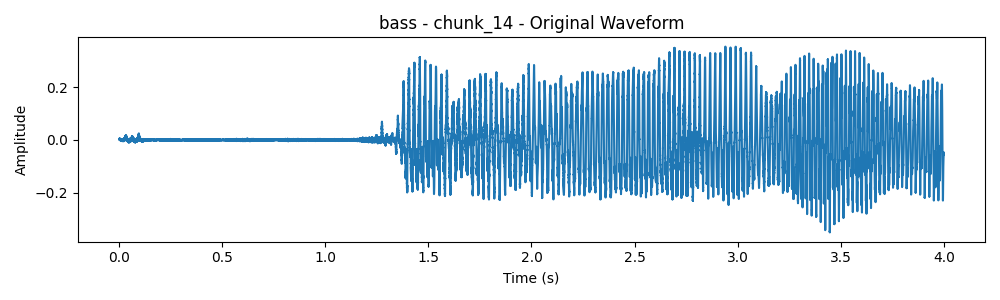 bass - chunk_14 - Original Waveform
Amplitude
0.2
0.0
−0.2
0.0 0.5 1.0 1.5 2.0 2.5 3.0 3.5 4.0
Time (s)